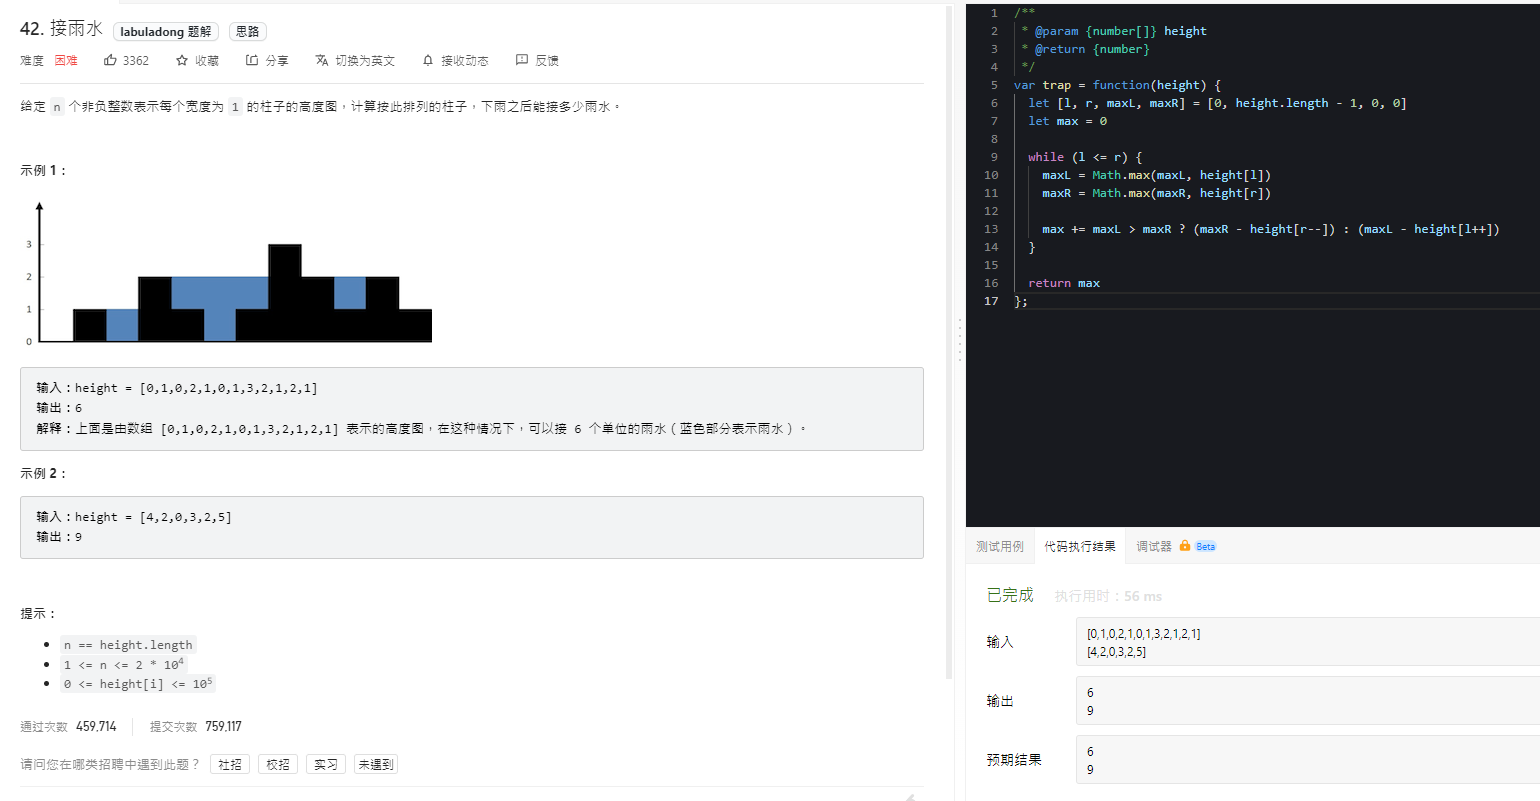 42. 接雨水 labuladong 题解 思路
难度 困难 3362 收藏 分享 切换为英文 接收动态 反馈
给定 n 个非负整数表示每个宽度为 1 的柱子的高度图，计算按此排列的柱子，下雨之后能接多少雨水。
示例 1：
3
2
1
0
输入：height = [0,1,0,2,1,0,1,3,2,1,2,1]
输出：6
解释：上面是由数组 [0,1,0,2,1,0,1,3,2,1,2,1] 表示的高度图，在这种情况下，可以接 6 个单位的雨水（蓝色部分表示雨水）。
示例 2：
输入：height = [4,2,0,3,2,5]
输出：9
提示：
n == height.length
1 <= n <= 2 * 10⁴
0 <= height[i] <= 10⁵
通过次数 459,714 提交次数 759,117
请问您在哪类招聘中遇到此题？ 社招 校招 实习 未遇到
1 /**
2 * @param {number[]} height
3 * @return {number}
4 */
5 var trap = function(height) {
6 let [l, r, maxL, maxR] = [0, height.length - 1, 0, 0]
7 let max = 0
8
9 while (l <= r) {
10 maxL = Math.max(maxL, height[l])
11 maxR = Math.max(maxR, height[r])
12
13 max += maxL > maxR ? (maxR - height[r--]) : (maxL - height[l++])
14 }
15
16 return max
17 };
测试用例 代码执行结果 调试器 Beta
已完成 执行用时：56 ms
输入
[0,1,0,2,1,0,1,3,2,1,2,1]
[4,2,0,3,2,5]
输出
6
9
预期结果
6
9